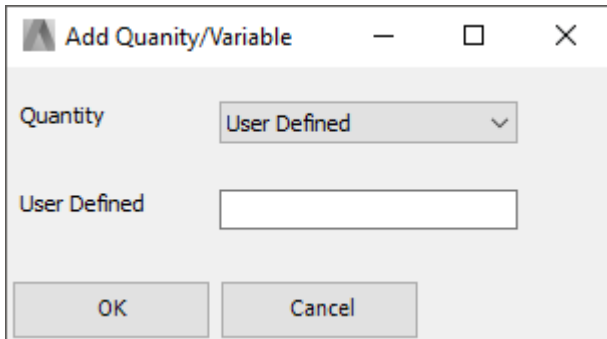 Add Quanity/Variable
Quantity
User Defined
User Defined
OK
Cancel